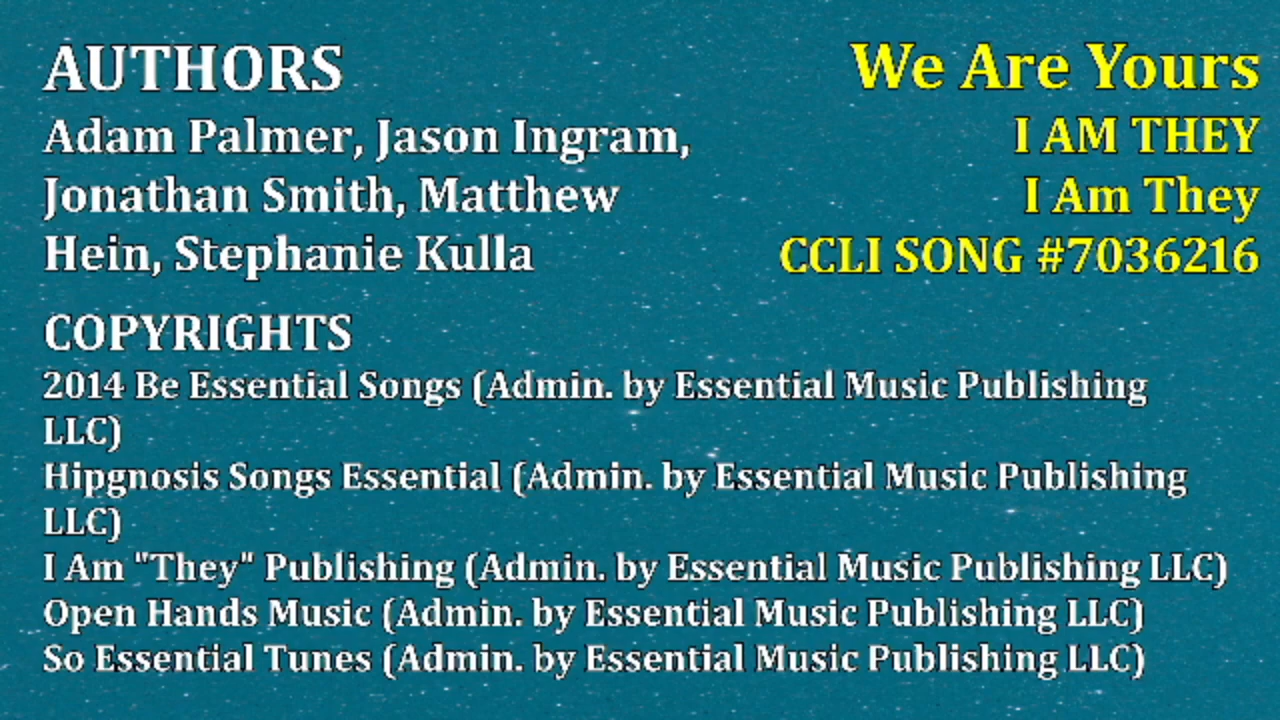 AUTHORS
Adam Palmer, Jason Ingram,
Jonathan Smith, Matthew
Hein, Stephanie Kulla
We Are Yours
I AM THEY
I Am They
CCLI SONG #7036216
COPYRIGHTS
2014 Be Essential Songs (Admin. by Essential Music Publishing
LLC)
Hipgnosis Songs Essential (Admin. by Essential Music Publishing
LLC)
I Am "They" Publishing (Admin. by Essential Music Publishing LLC)
Open Hands Music (Admin. by Essential Music Publishing LLC)
So Essential Tunes (Admin. by Essential Music Publishing LLC)